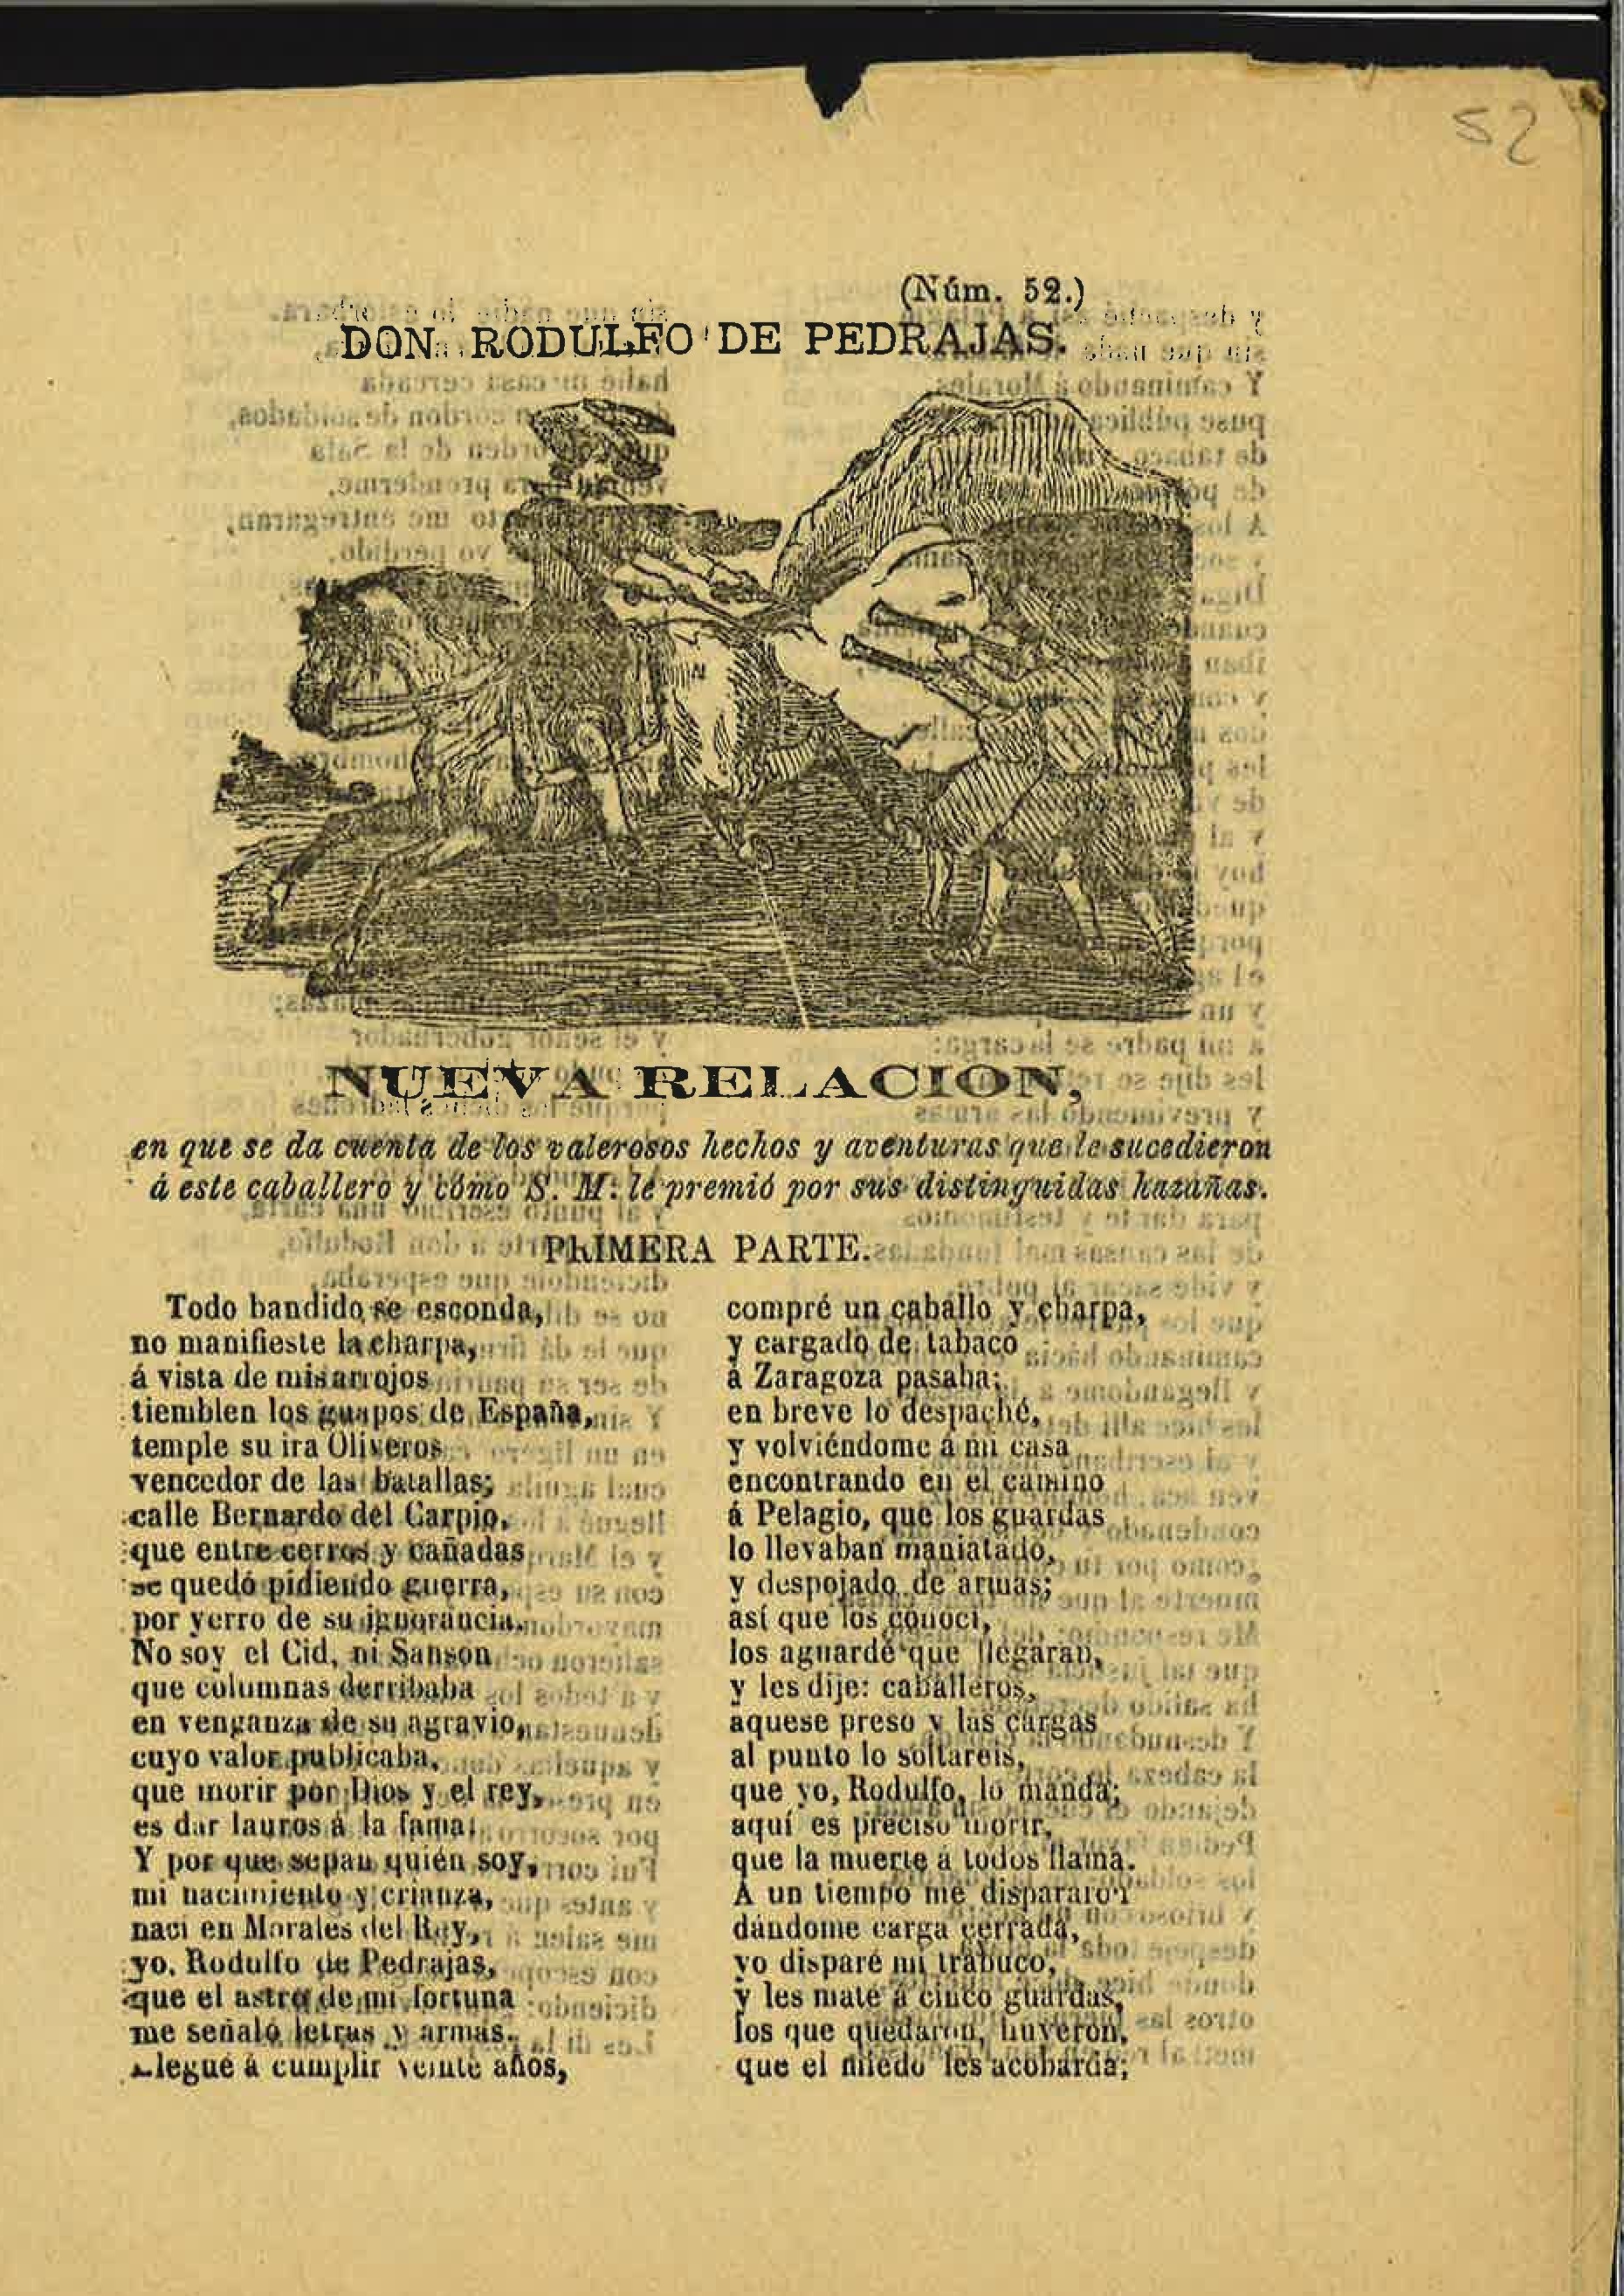 52
(Núm. 52.)
DON RODULFO DE PEDRAJAS.
NUEVA RELACION,
en que se da cuenta de los valerosos hechos y aventuras que le sucedieron
á este caballero y cómo S. M. le premió por sus distinguidas hazañas.
PRIMERA PARTE.
Todo bandido se esconda,
no manifieste la charpa,
á vista de mis arrojos
tiemblen los guapos de España,
temple su ira Oliveros
vencedor de las batallas;
calle Bernardo del Carpio,
que entre cerros y cañadas
se quedó pidiendo guerra,
por yerro de su ignorancia.
No soy el Cid, ni Sanson
que columnas derribaba
en venganza de su agravio,
cuyo valor publicaba,
que morir por Dios y el rey,
es dar lauros á la fama.
Y por que sepan quién soy,
mi nacimiento y crianza,
nací en Morales del Rey,
yo, Rodulfo de Pedrajas,
que el astro de mi fortuna
me señaló letras y armas.
Llegué á cumplir veinte años,
compré un caballo y charpa,
y cargado de tabaco
á Zaragoza pasaba;
en breve lo despaché,
y volviéndome á mi casa
encontrando en el camino
á Pelagio, que los guardas
lo llevaban maniatado,
y despojado de armas;
así que los conocí,
los aguardé que llegaran,
y les dije: caballeros,
aquese preso y las cargas
al punto lo soltareis,
que yo, Rodulfo, lo manda;
aquí es preciso morir,
que la muerte á todos llama.
A un tiempo me dispararon
dándome carga cerrada,
yo disparé mi trabuco,
y les maté á cinco guardas,
los que quedaron, huyeron,
que el miedo les acobarda;